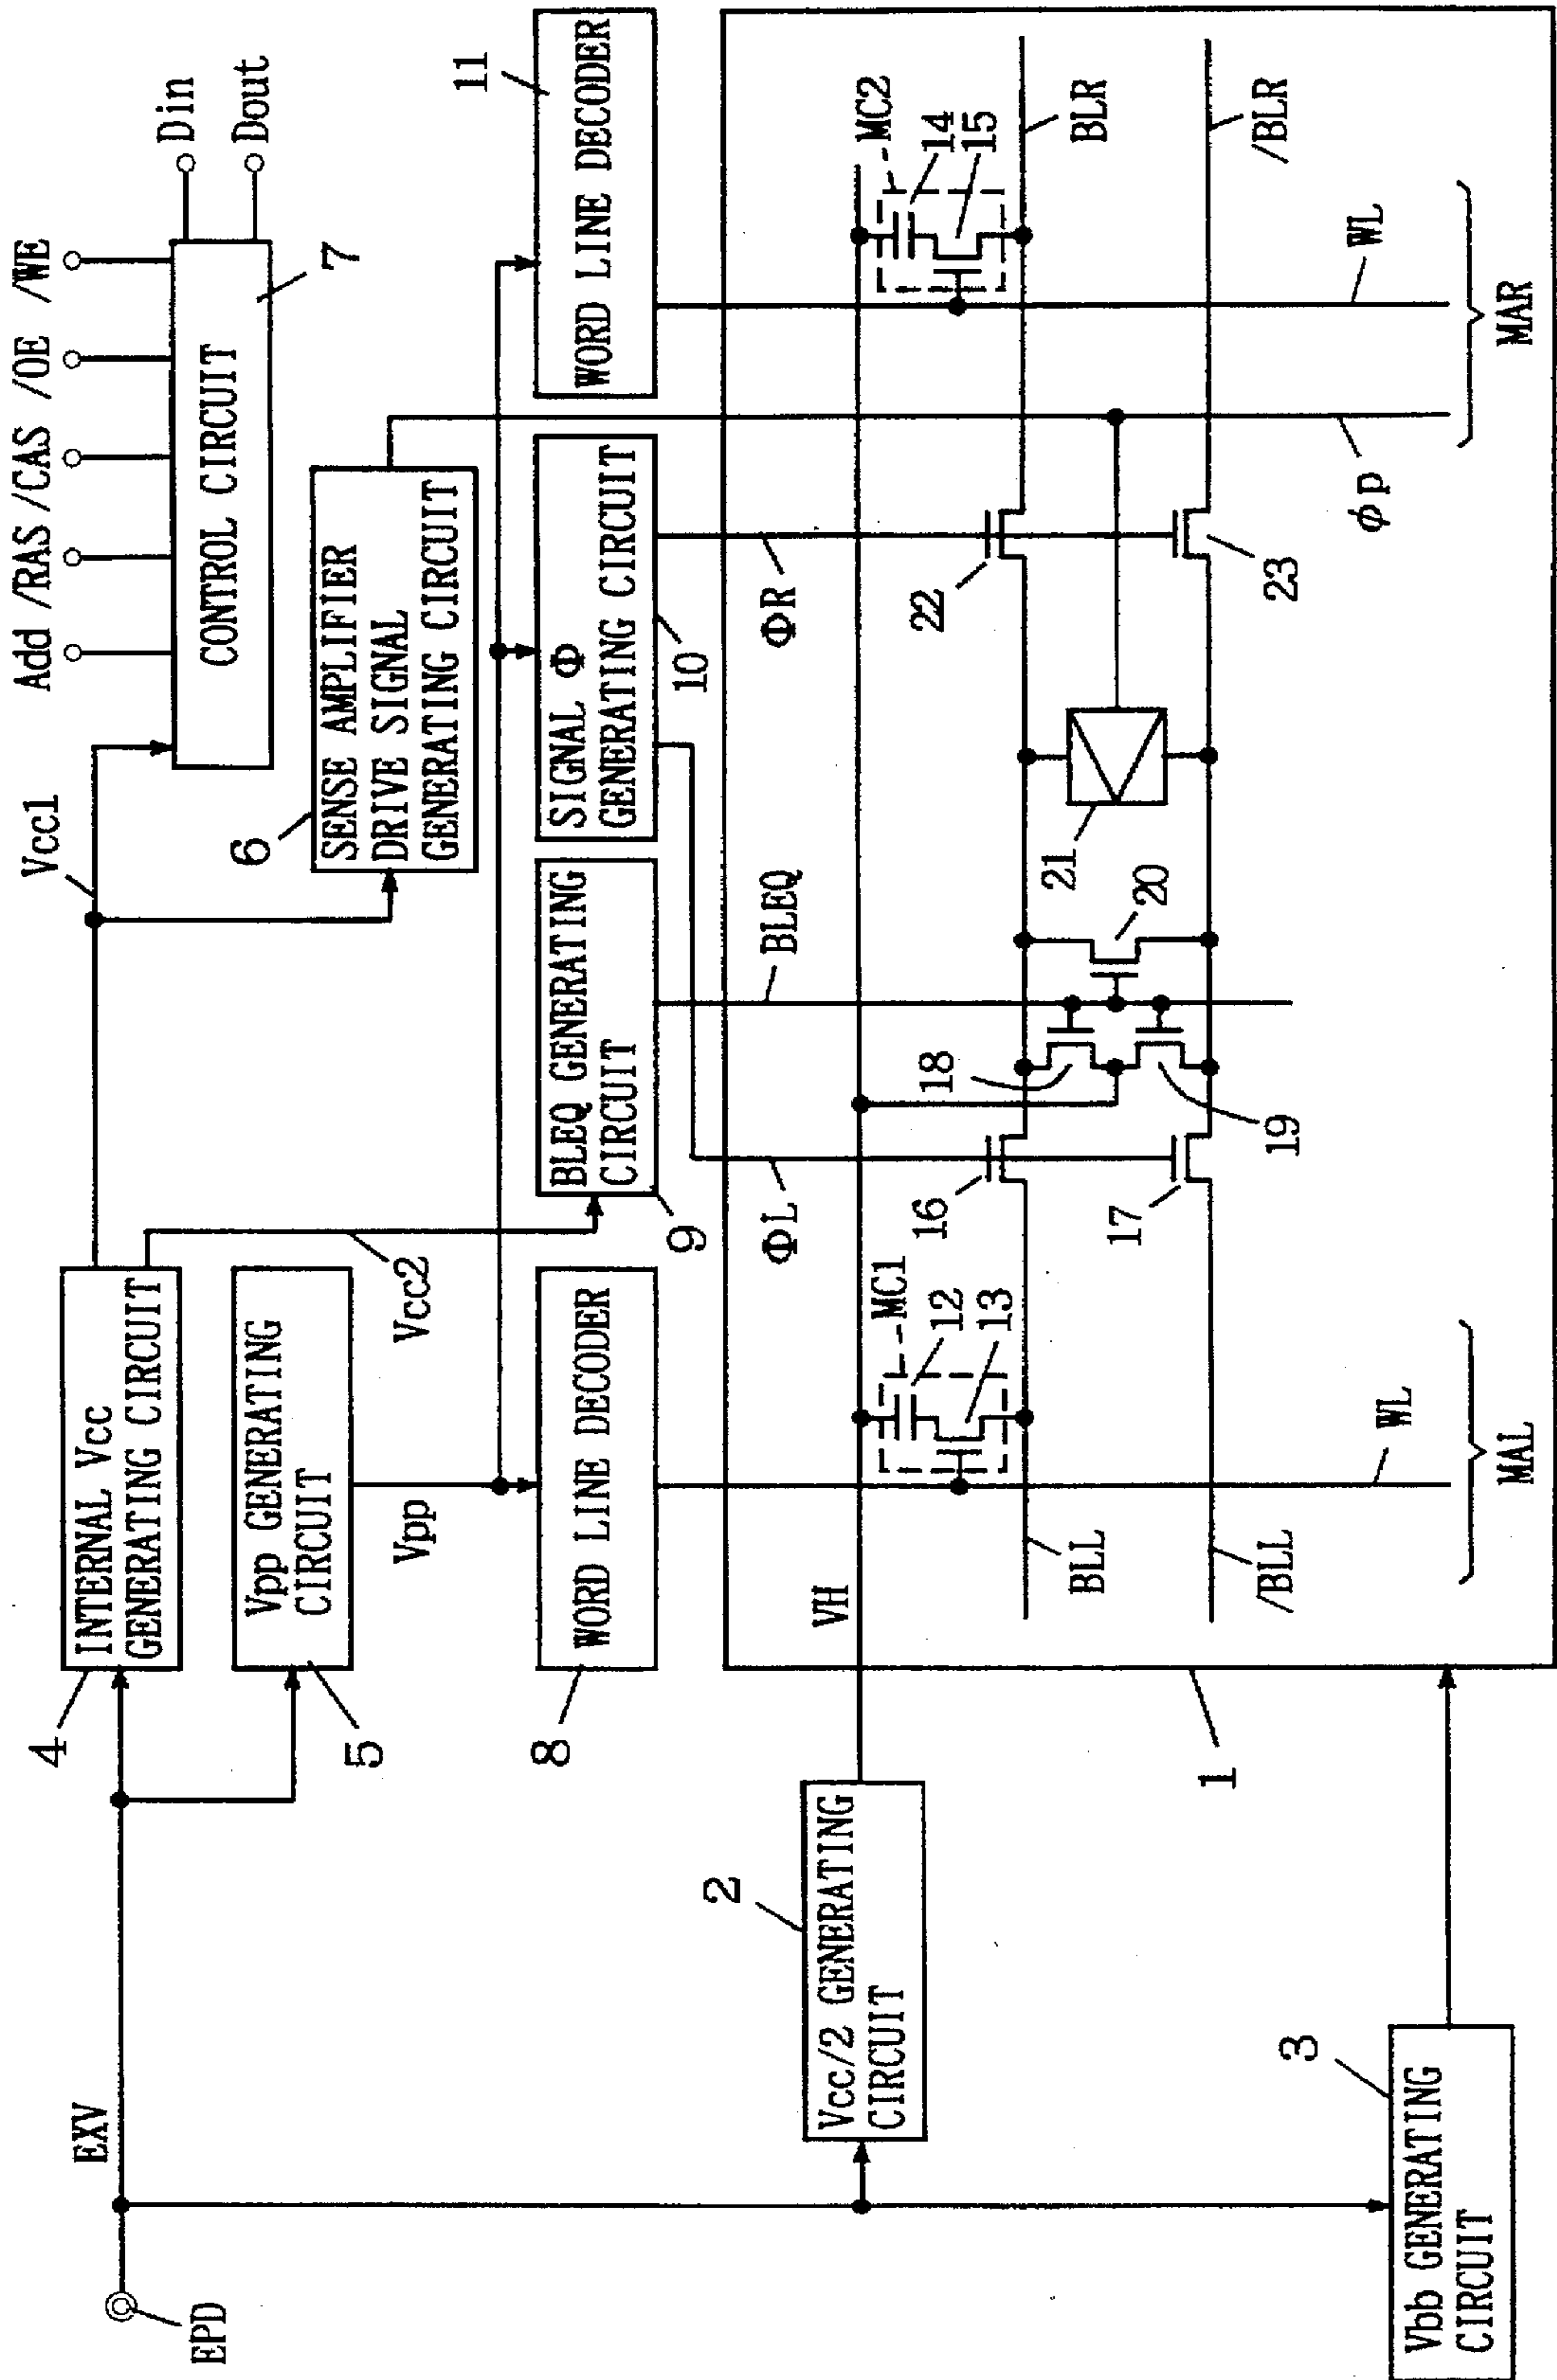 Add /RAS /CAS /OE /WE
Din
Dout
CONTROL CIRCUIT
7
Vcc1
EXV
EPD
4
INTERNAL Vcc
GENERATING CIRCUIT
5
Vpp GENERATING
CIRCUIT
Vcc2
Vpp
6
SENSE AMPLIFIER
DRIVE SIGNAL
GENERATING CIRCUIT
8
WORD LINE DECODER
9
BLEQ GENERATING
CIRCUIT
SIGNAL Φ
GENERATING CIRCUIT
10
WORD LINE DECODER
11
2
Vcc/2 GENERATING
CIRCUIT
3
Vbb GENERATING
CIRCUIT
1
VH
ΦL
BLEQ
ΦR
MC1
12
13
MC2
14
15
16
17
18
19
20
21
22
23
BLL
/BLL
BLR
/BLR
WL
φp
WL
MAL
MAR